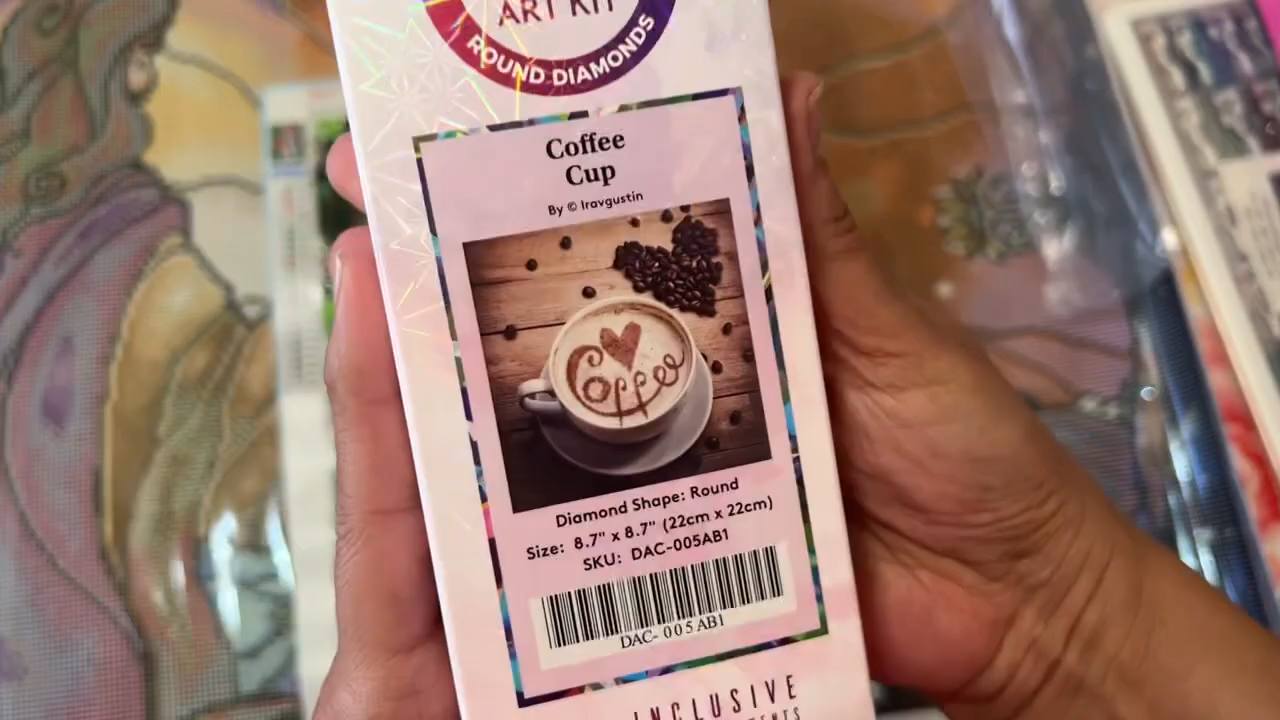 ART KIT
ROUND DIAMONDS
Coffee
Cup
By © Iravgustin
Coffee
Diamond Shape: Round
Size: 8.7" x 8.7" (22cm x 22cm)
SKU: DAC-005AB1
DAC- 005AB1
INCLUSIVE